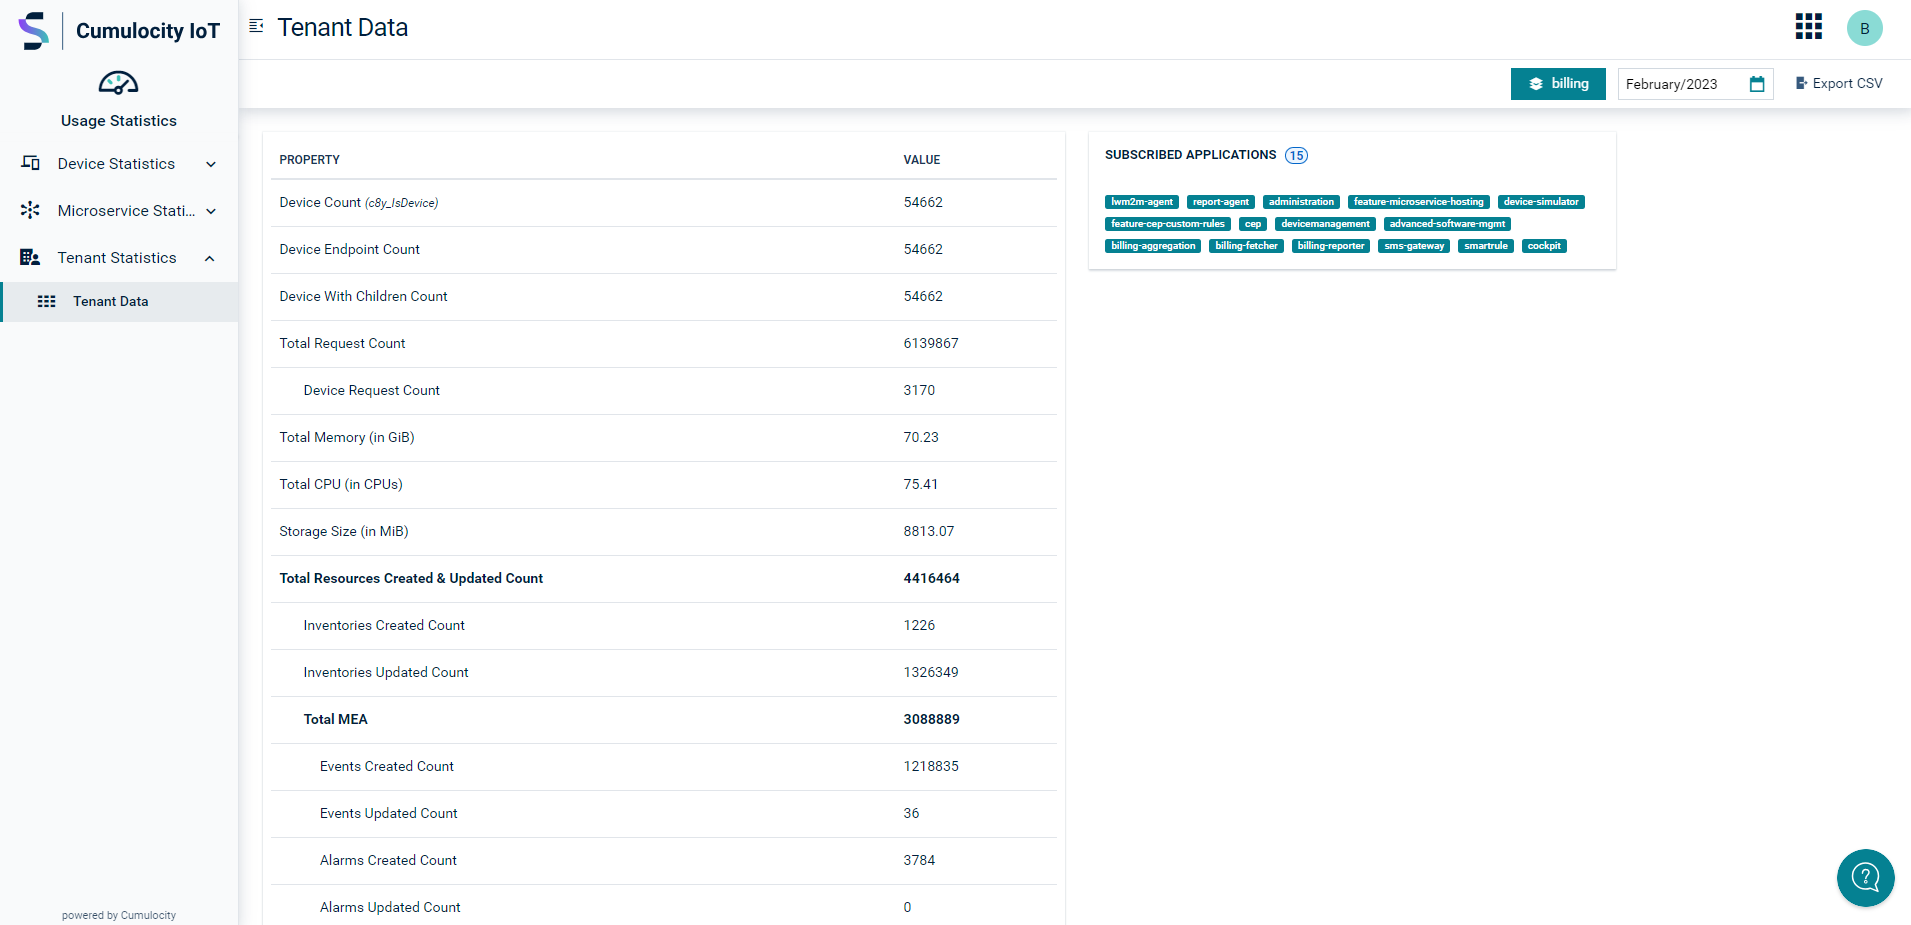 Cumulocity IoT
Usage Statistics
Device Statistics
Microservice Stati...
Tenant Statistics
Tenant Data
powered by Cumulocity
Tenant Data
B
billing
February/2023
Export CSV
PROPERTY VALUE
Device Count (c8y_IsDevice) 54662
Device Endpoint Count 54662
Device With Children Count 54662
Total Request Count 6139867
Device Request Count 3170
Total Memory (in GiB) 70.23
Total CPU (in CPUs) 75.41
Storage Size (in MiB) 8813.07
Total Resources Created & Updated Count 4416464
Inventories Created Count 1226
Inventories Updated Count 1326349
Total MEA 3088889
Events Created Count 1218835
Events Updated Count 36
Alarms Created Count 3784
Alarms Updated Count 0
SUBSCRIBED APPLICATIONS 15
lwm2m-agent report-agent administration feature-microservice-hosting device-simulator
feature-cep-custom-rules cep devicemanagement advanced-software-mgmt
billing-aggregation billing-fetcher billing-reporter sms-gateway smartrule cockpit
?